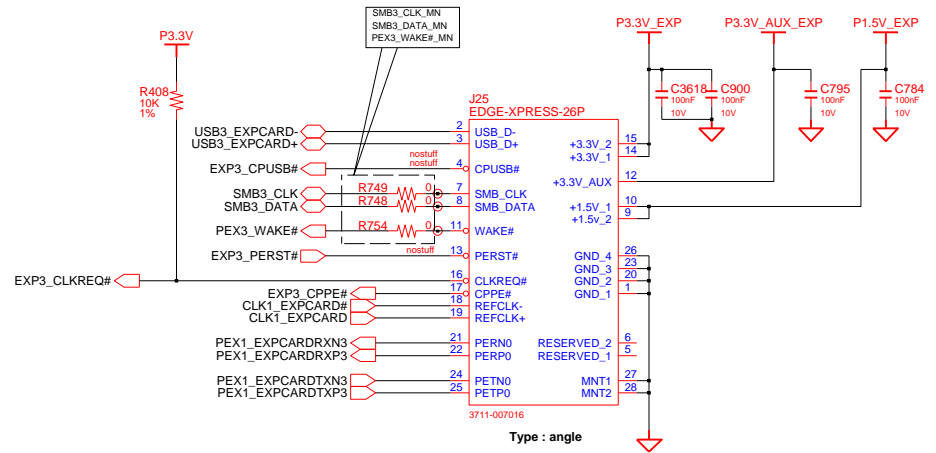 SMB3_CLK_MN
SMB3_DATA_MN
PEX3_WAKE#_MN
P3.3V
P3.3V_EXP
P3.3V_AUX_EXP
P1.5V_EXP
R408
10K
1%
C3618
100nF
10V
C900
100nF
10V
C795
100nF
10V
C784
100nF
10V
J25
EDGE-XPRESS-26P
USB3_EXPCARD- 2 USB_D-
USB3_EXPCARD+ 3 USB_D+
nostuff
nostuff
EXP3_CPUSB# 4 CPUSB#
SMB3_CLK R749 0 7 SMB_CLK
SMB3_DATA R748 0 8 SMB_DATA
PEX3_WAKE# R754 0 11 WAKE#
nostuff
EXP3_PERST# 13 PERST#
EXP3_CLKREQ# 16 CLKREQ#
EXP3_CPPE# 17 CPPE#
CLK1_EXPCARD# 18 REFCLK-
CLK1_EXPCARD 19 REFCLK+
PEX1_EXPCARDRXN3 21 PERN0
PEX1_EXPCARDRXP3 22 PERP0
PEX1_EXPCARDTXN3 24 PETN0
PEX1_EXPCARDTXP3 25 PETP0
+3.3V_2 15
+3.3V_1 14
+3.3V_AUX 12
+1.5V_1 10
+1.5v_2 9
GND_4 26
GND_3 23
GND_2 20
GND_1 1
RESERVED_2 6
RESERVED_1 5
MNT1 27
MNT2 28
3711-007016
Type : angle